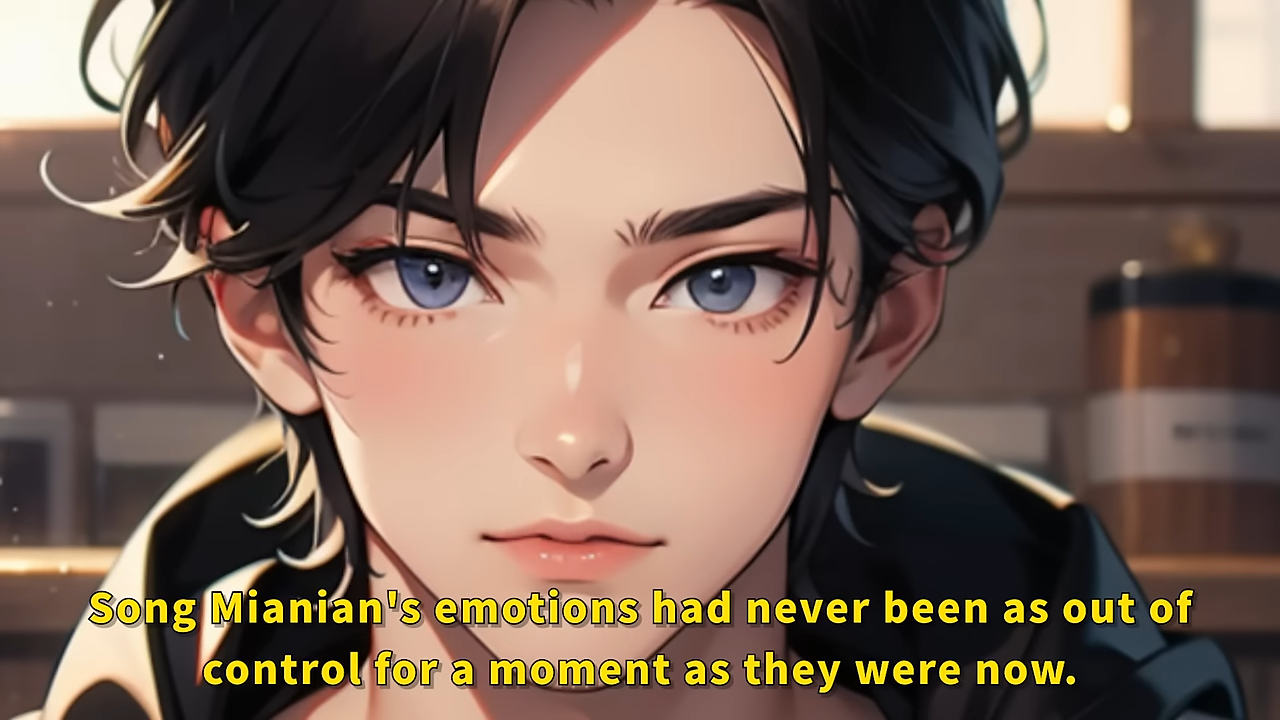 Song Mianian's emotions had never been as out of
control for a moment as they were now.